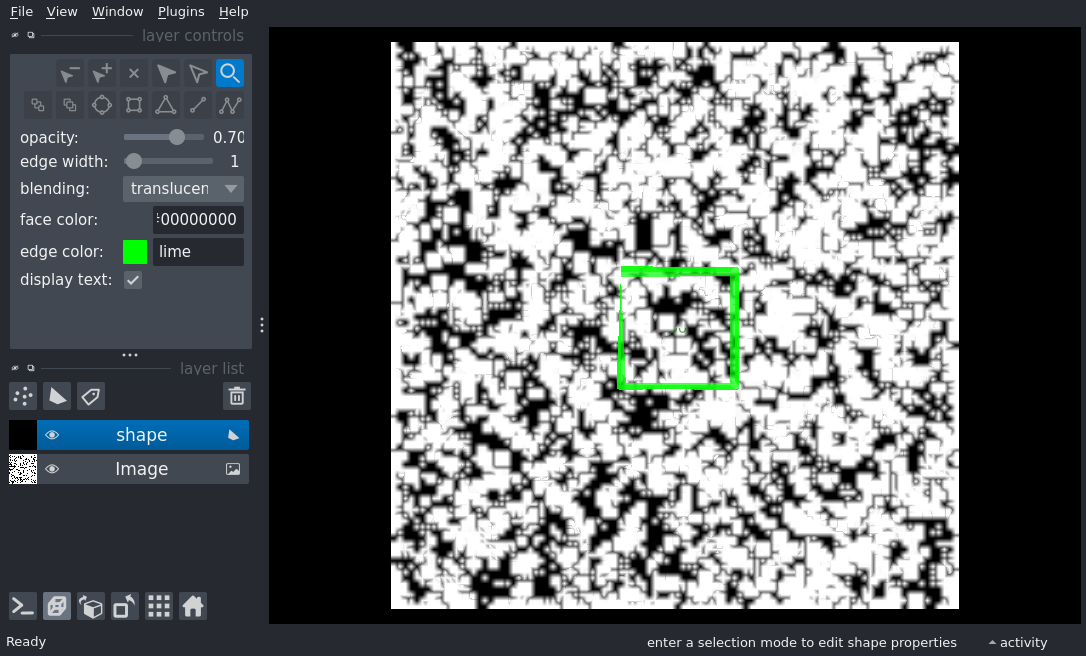 File View Window Plugins Help
layer controls
opacity: 0.70
edge width: 1
blending: translucen
face color: #00000000
edge color: lime
display text:
layer list
shape
Image
Ready
enter a selection mode to edit shape properties
activity